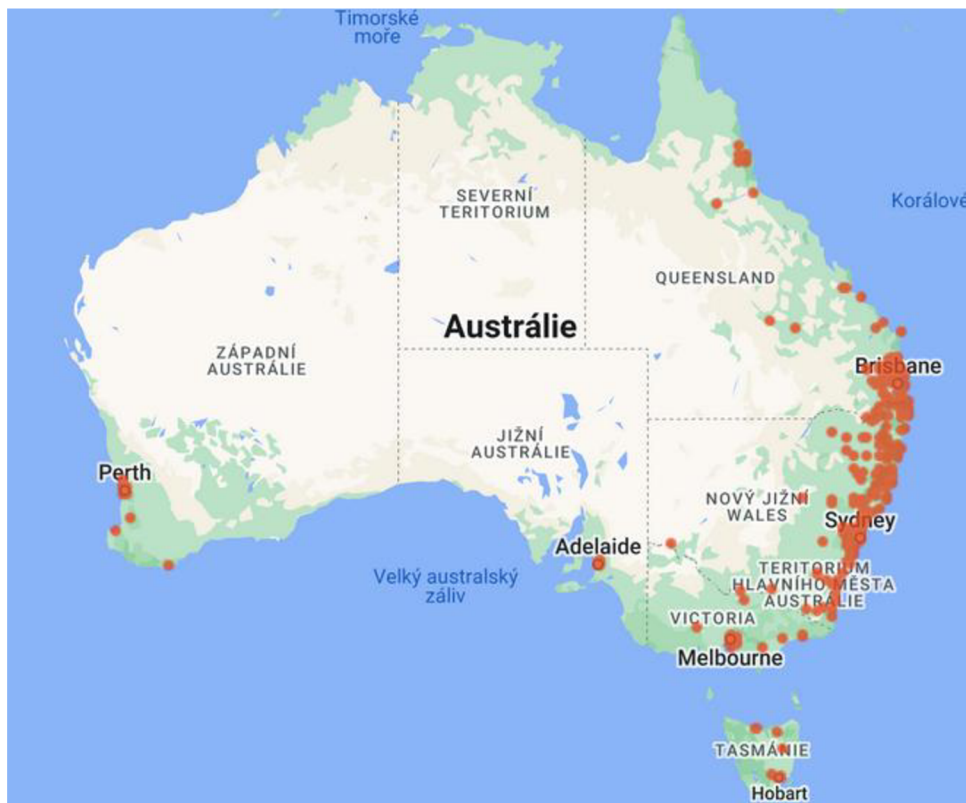 Timorské
moře
Korálové
SEVERNÍ
TERITORIUM
QUEENSLAND
Austrálie
ZÁPADNÍ
AUSTRÁLIE
Brisbane
JIŽNÍ
AUSTRÁLIE
Perth
NOVÝ JIŽNÍ
WALES
Sydney
Adelaide
Velký australský
záliv
TERITORIUM
HLAVNÍHO MĚSTA
AUSTRÁLIE
VICTORIA
Melbourne
TASMÁNIE
Hobart